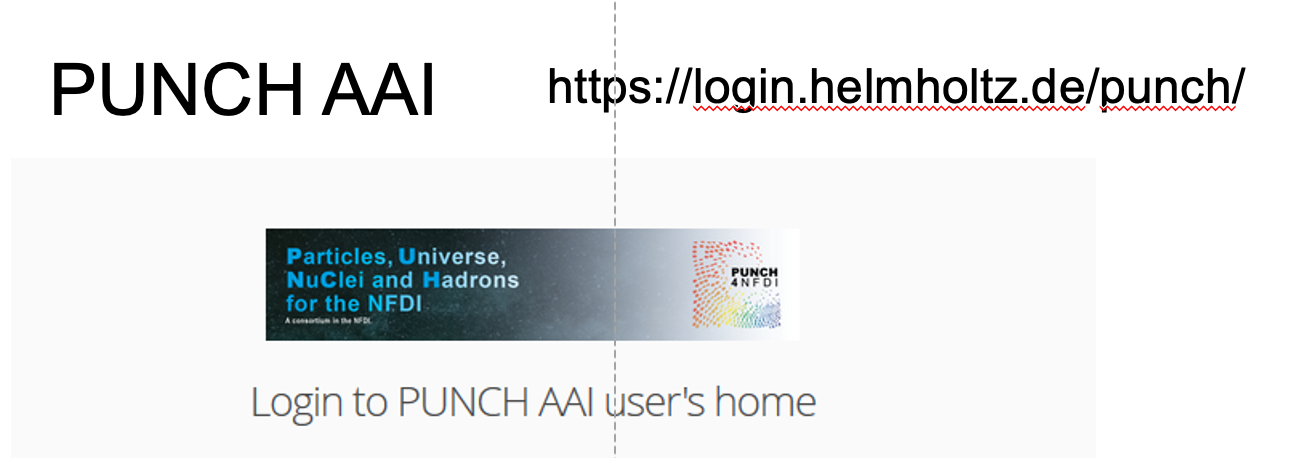 PUNCH AAI
https://login.helmholtz.de/punch/
Particles, Universe,
NuClei and Hadrons
for the NFDI
A consortium in the NFDI.
PUNCH
4NFDI
Login to PUNCH AAI user's home